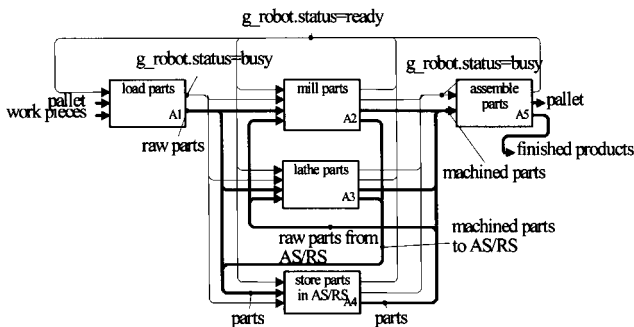 g_robot.status=ready
g_robot.status=busy
g_robot.status=busy
load parts
A1
mill parts
A2
assemble
parts
A5
pallet
work pieces
pallet
raw parts
finished products
lathe parts
A3
machined parts
raw parts from
AS/RS
machined parts
to AS/RS
store parts
in AS/RS
A4
parts
parts